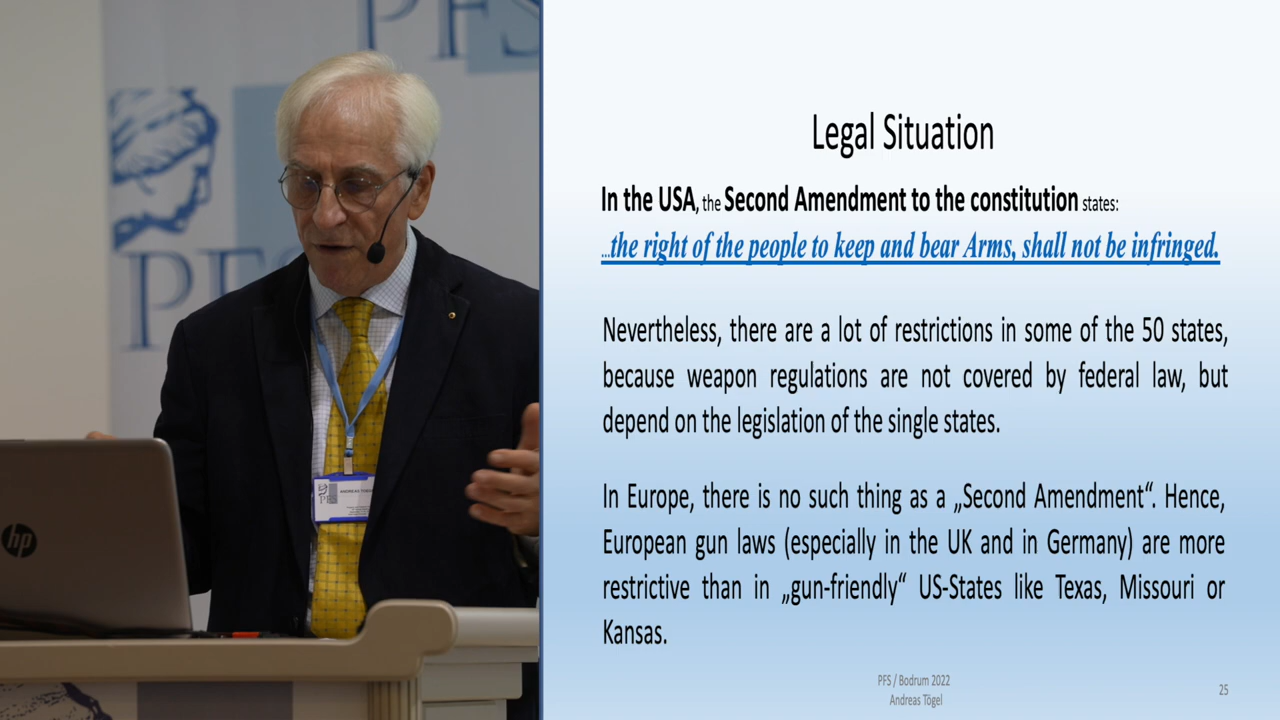 PFS
PFS
hp
PFS
ANDREAS
Legal Situation
In the USA, the Second Amendment to the constitution states:
...the right of the people to keep and bear Arms, shall not be infringed.
Nevertheless, there are a lot of restrictions in some of the 50 states,
because weapon regulations are not covered by federal law, but
depend on the legislation of the single states.
In Europe, there is no such thing as a „Second Amendment“. Hence,
European gun laws (especially in the UK and in Germany) are more
restrictive than in „gun-friendly“ US-States like Texas, Missouri or
Kansas.
PFS / Bodrum 2022
Andreas Tögel
25